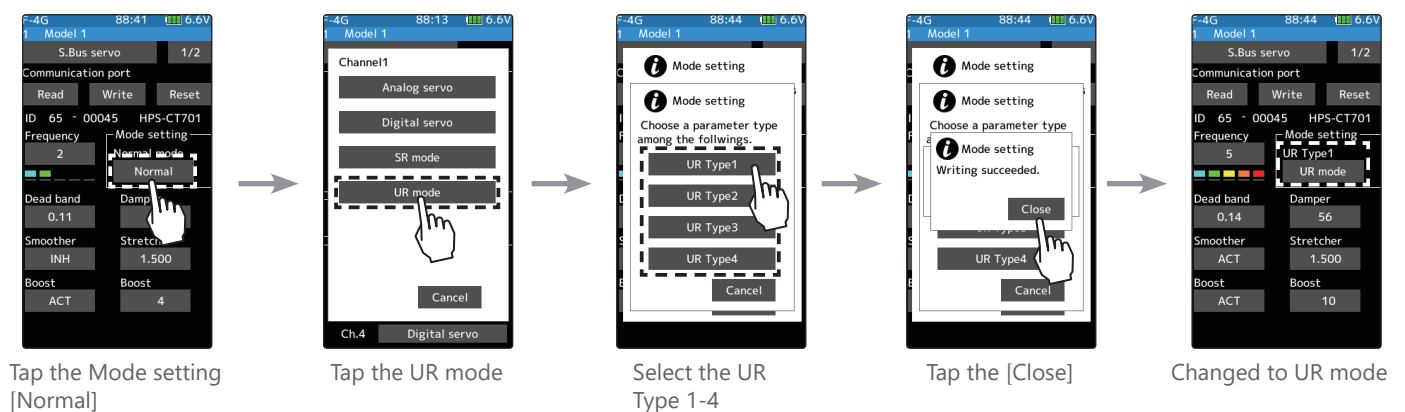 F-4G 88:41 6.6V
1 Model 1
S.Bus servo 1/2
Communication port
Read Write Reset
ID 65 - 00045 HPS-CT701
Frequency Mode setting
2 Normal mode
Normal
Dead band Damp
0.11
Smoother Stretch
INH 1.500
Boost Boost
ACT 4
Tap the Mode setting
[Normal]
-4G 88:13 6.6V
1 Model 1
Channel1
Analog servo
Digital servo
SR mode
UR mode
Cancel
Ch.4 Digital servo
Tap the UR mode
-4G 88:44 6.6V
1 Model 1
Mode setting
Mode setting
Choose a parameter type
among the follwings.
UR Type1
UR Type2
UR Type3
UR Type4
Cancel
Select the UR
Type 1-4
-4G 88:44 6.6V
1 Model 1
Mode setting
Mode setting
Choose a parameter type
Mode setting
Writing succeeded.
Close
UR Type4
Cancel
Tap the [Close]
F-4G 88:44 6.6V
1 Model 1
S.Bus servo 1/2
Communication port
Read Write Reset
ID 65 - 00045 HPS-CT701
Frequency Mode setting
5 UR Type1
UR mode
Dead band Damper
0.14 56
Smoother Stretcher
ACT 1.500
Boost Boost
ACT 10
Changed to UR mode